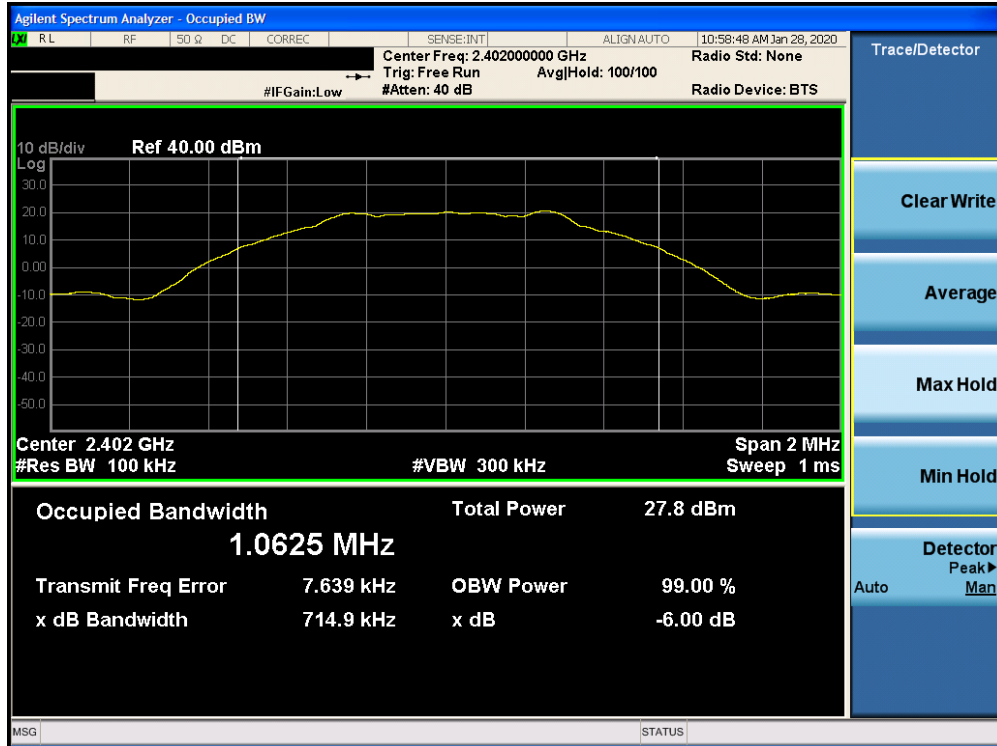 Agilent Spectrum Analyzer - Occupied BW
LXI RL RF 50 Ω DC CORREC SENSE:INT ALIGN AUTO 10:58:48 AM Jan 28, 2020
Center Freq: 2.402000000 GHz Radio Std: None
Trig: Free Run Avg|Hold: 100/100
#IFGain:Low #Atten: 40 dB Radio Device: BTS
10 dB/div Ref 40.00 dBm
Log
30.0
20.0
10.0
0.00
-10.0
-20.0
-30.0
-40.0
-50.0
Center 2.402 GHz Span 2 MHz
#Res BW 100 kHz #VBW 300 kHz Sweep 1 ms
Occupied Bandwidth Total Power 27.8 dBm
1.0625 MHz
Transmit Freq Error 7.639 kHz OBW Power 99.00 %
x dB Bandwidth 714.9 kHz x dB -6.00 dB
MSG STATUS
Trace/Detector
Clear Write
Average
Max Hold
Min Hold
Detector
Peak▶
Auto Man